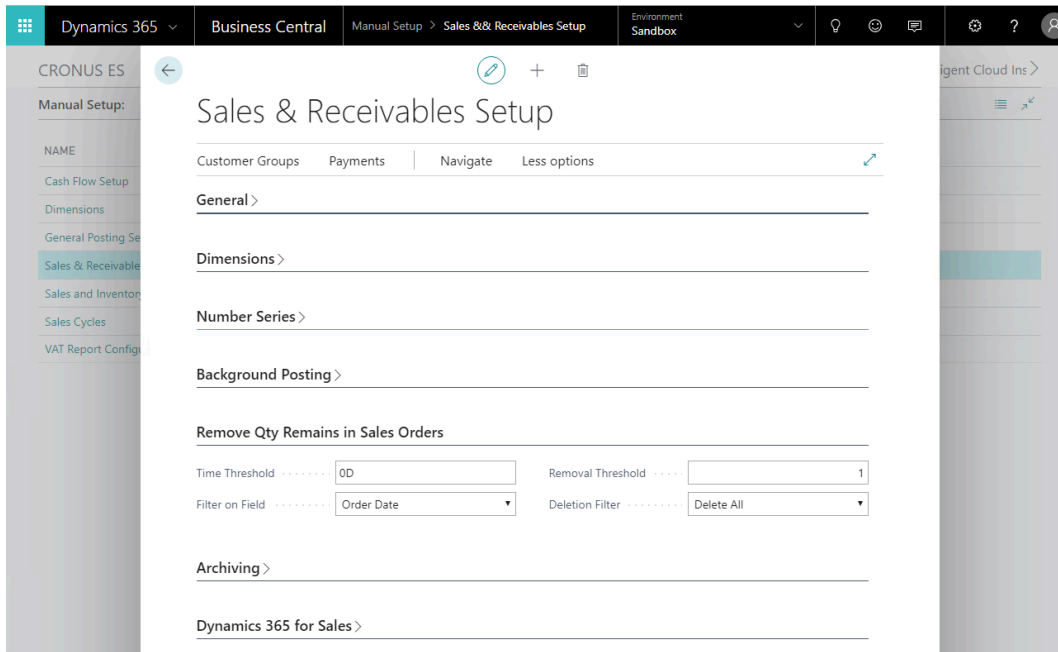 Dynamics 365 Business Central Manual Setup > Sales && Receivables Setup Environment Sandbox ?
CRONUS ES igent Cloud Ins >
Manual Setup:
Sales & Receivables Setup
NAME
Customer Groups Payments Navigate Less options
Cash Flow Setup
General >
Dimensions
General Posting Se
Dimensions >
Sales & Receivable
Sales and Inventory
Number Series >
Sales Cycles
VAT Report Configu
Background Posting >
Remove Qty Remains in Sales Orders
Time Threshold 0D Removal Threshold 1
Filter on Field Order Date Deletion Filter Delete All
Archiving >
Dynamics 365 for Sales >